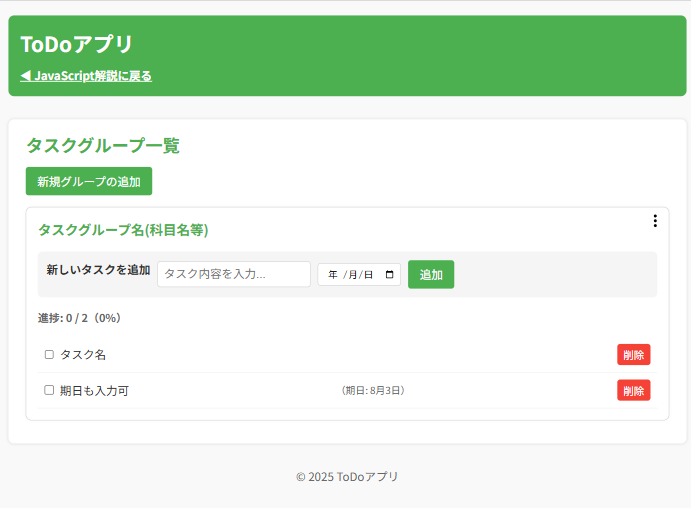 ToDoアプリ
◀ JavaScript解説に戻る
タスクグループ一覧
新規グループの追加
タスクグループ名(科目名等)
新しいタスクを追加 タスク内容を入力... 年 /月/日 追加
進捗: 0 / 2（0%）
タスク名 削除
期日も入力可 （期日: 8月3日） 削除
© 2025 ToDoアプリ